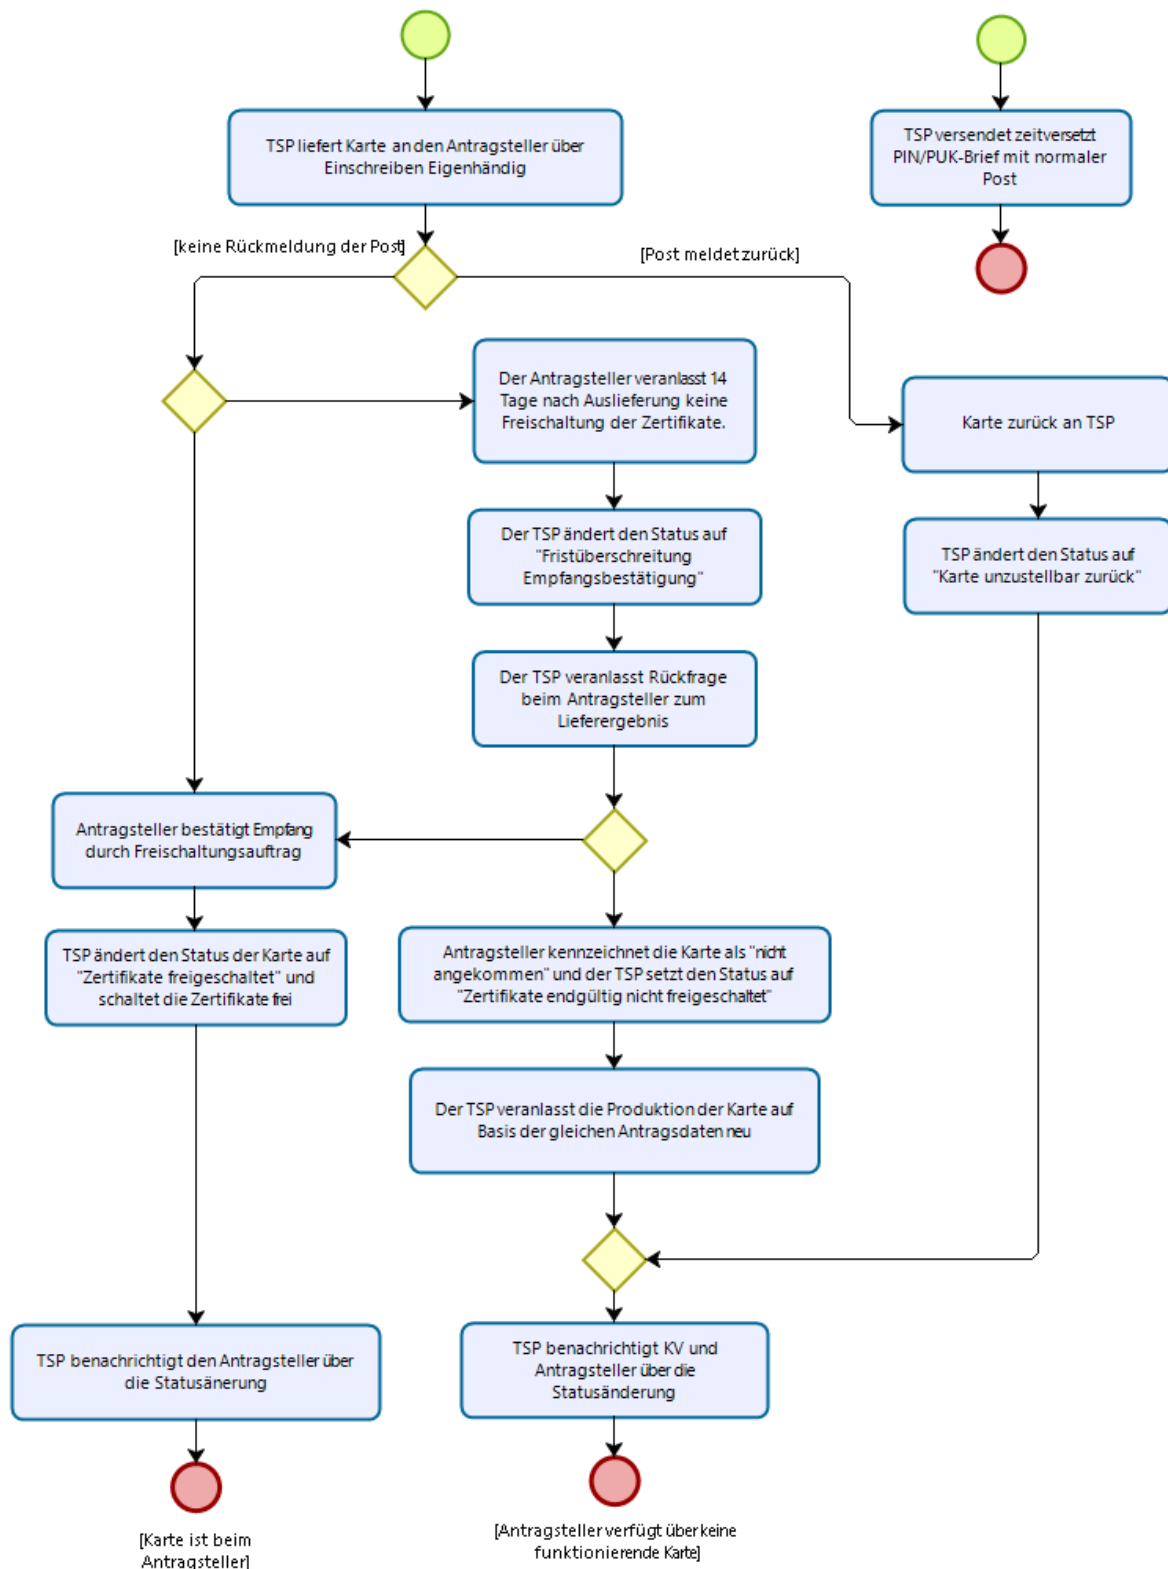 TSP liefert Karte an den Antragsteller über
Einschreiben Eigenhändig
TSP versendet zeitversetzt
PIN/PUK-Brief mit normaler
Post
[keine Rückmeldung der Post]
[Post meldet zurück]
Der Antragsteller veranlasst 14
Tage nach Auslieferung keine
Freischaltung der Zertifikate.
Karte zurück an TSP
Der TSP ändert den Status auf
"Fristüberschreitung
Empfangsbestätigung"
TSP ändert den Status auf
"Karte unzustellbar zurück"
Der TSP veranlasst Rückfrage
beim Antragsteller zum
Lieferergebnis
Antragsteller bestätigt Empfang
durch Freischaltungsauftrag
TSP ändert den Status der Karte auf
"Zertifikate freigeschaltet" und
schaltet die Zertifikate frei
Antragsteller kennzeichnet die Karte als "nicht
angekommen" und der TSP setzt den Status auf
"Zertifikate endgültig nicht freigeschaltet"
Der TSP veranlasst die Produktion der Karte auf
Basis der gleichen Antragsdaten neu
TSP benachrichtigt den Antragsteller über
die Statusänerung
TSP benachrichtigt KV und
Antragsteller über die
Statusänderung
[Karte ist beim
Antragsteller]
[Antragsteller verfügt über keine
funktionierende Karte]